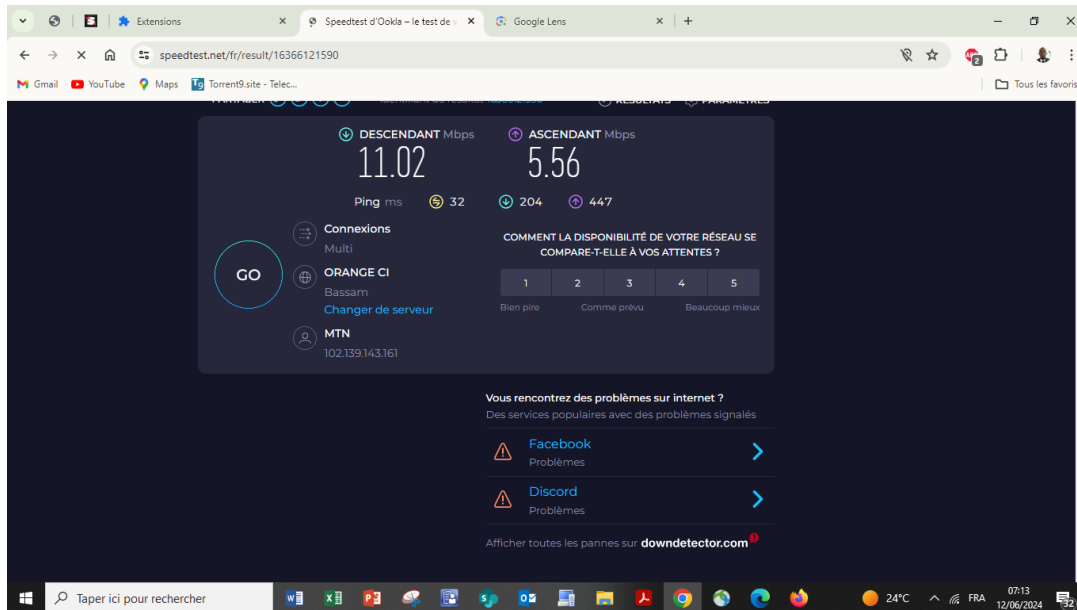 Extensions
Speedtest d'Ookla – le test de v
Google Lens
speedtest.net/fr/result/16366121590
2
Gmail
YouTube
Maps
T9 Torrent9.site - Telec...
Tous les favoris
PARTAGER
RÉSULTATS
PARAMÈTRES
DESCENDANT Mbps
11.02
ASCENDANT Mbps
5.56
Ping ms 32 204 447
GO
Connexions
Multi
ORANGE CI
Bassam
Changer de serveur
MTN
102.139.143.161
COMMENT LA DISPONIBILITÉ DE VOTRE RÉSEAU SE
COMPARE-T-ELLE À VOS ATTENTES ?
1 2 3 4 5
Bien pire Comme prévu Beaucoup mieux
Vous rencontrez des problèmes sur internet ?
Des services populaires avec des problèmes signalés
Facebook
Problèmes
Discord
Problèmes
Afficher toutes les pannes sur downdetector.com
Taper ici pour rechercher
24°C
FRA
07:13
12/06/2024
32